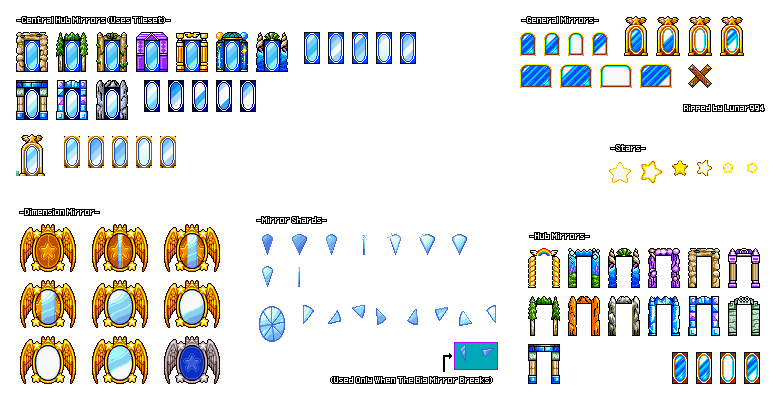 ~Central Hub Mirrors (Uses Tileset)~
~General Mirrors~
Ripped by Lunar994
~Stars~
~Dimension Mirror~
~Mirror Shards~
~Hub Mirrors~
(Used Only When The Big Mirror Breaks)